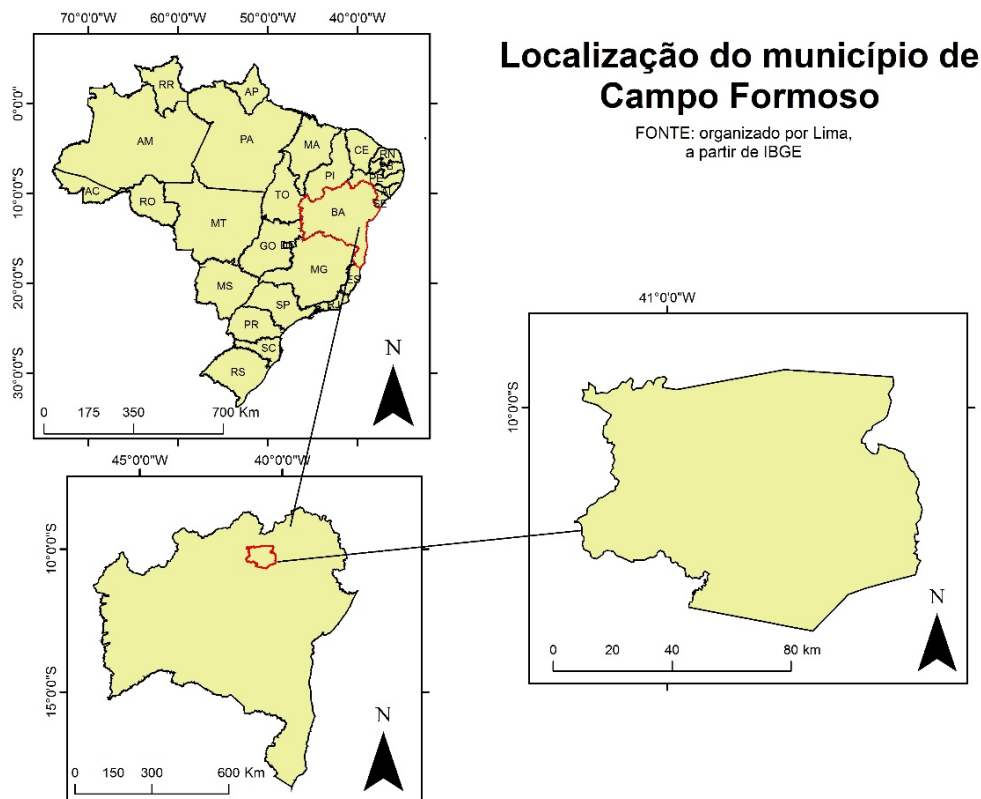 Localização do município de
Campo Formoso
FONTE: organizado por Lima,
a partir de IBGE
70°0'0"W 60°0'0"W 50°0'0"W 40°0'0"W
0°0'0"
10°0'0"S
20°0'0"S
30°0'0"S
RR AP
AM PA MA CE RN
PI
AC RO TO BA SE
MT
GO
MG ES
MS SP RJ
PR
SC
RS
N
0 175 350 700 Km
45°0'0"W 40°0'0"W
10°0'0"S
15°0'0"S
N
0 150 300 600 Km
41°0'0"W
10°0'0"S
N
0 20 40 80 km